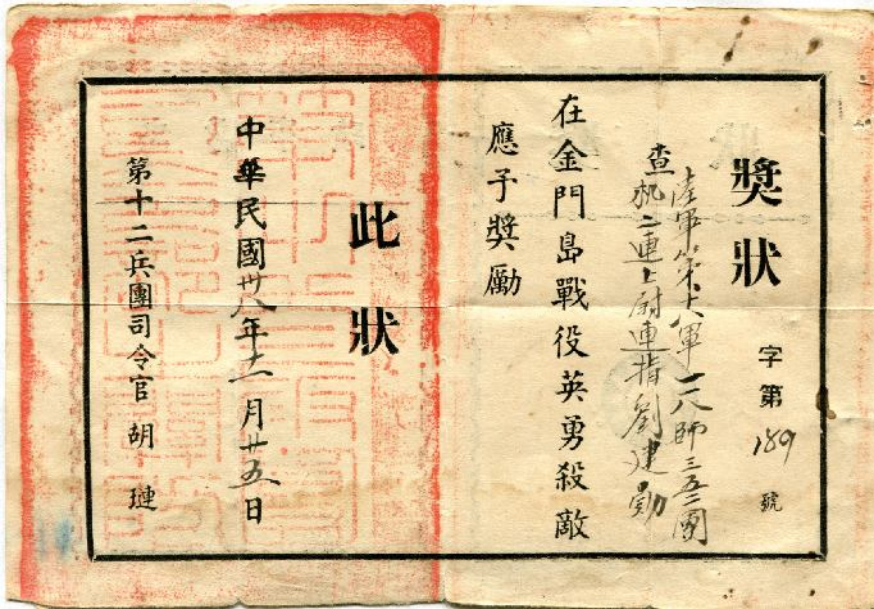 獎狀
字第189號
陸軍第十八軍一一八師三五二團
查机二連上尉連指劉建勛
在金門島戰役英勇殺敵
應予獎勵
此狀
中華民國卅八年十一月廿五日
第十二兵團司令官胡璉